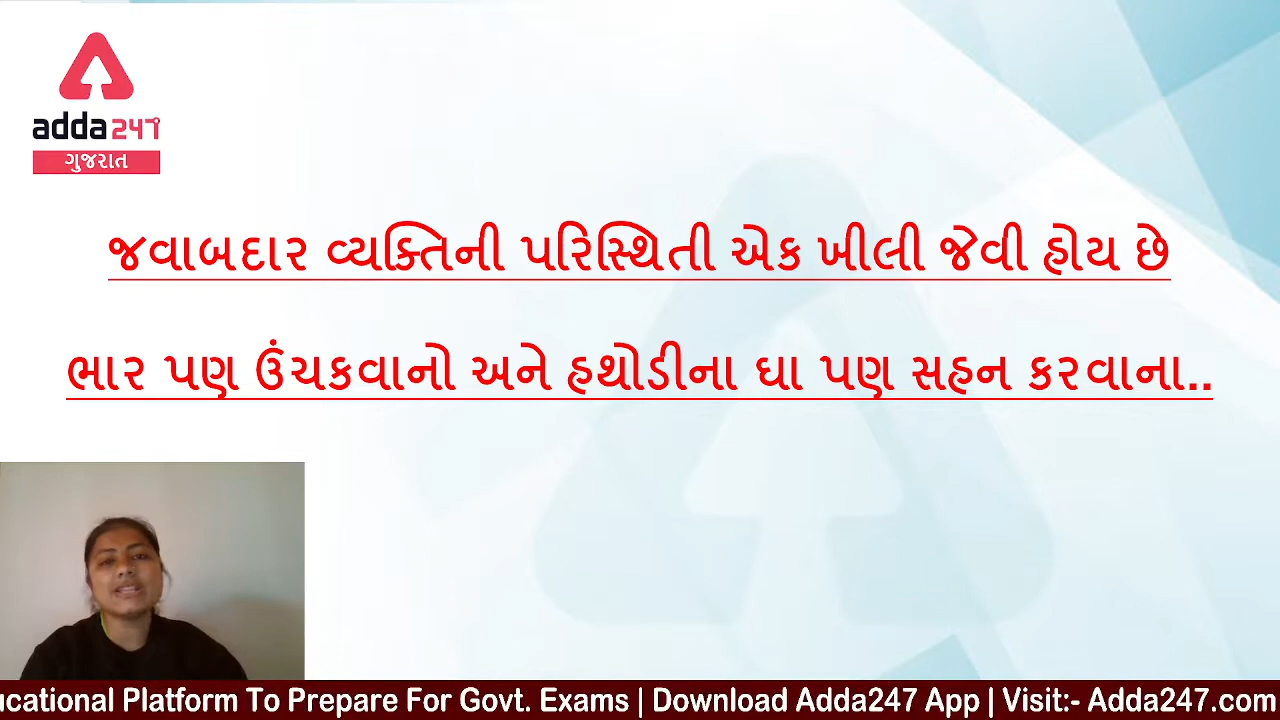 adda247
ગુજરાત
જવાબદાર વ્યક્તિની પરિસ્થિતી એક ખીલી જેવી હોય છે
ભાર પણ ઉંચકવાનો અને હથોડીના ઘા પણ સહન કરવાના..
ucational Platform To Prepare For Govt. Exams | Download Adda247 App | Visit:- Adda247.com